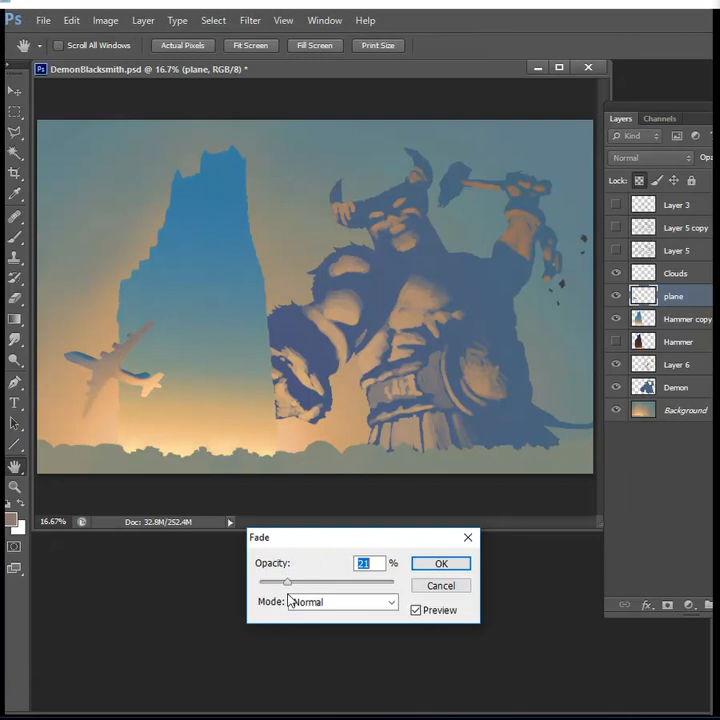 Ps File Edit Image Layer Type Select Filter View Window Help
Scroll All Windows Actual Pixels Fit Screen Fill Screen Print Size
Ps DemonBlacksmith.psd @ 16.7% (plane, RGB/8) *
Layers Channels
Kind
Normal Opa
Lock:
Layer 3
Layer 5 copy
Layer 5
Clouds
plane
Hammer copy
Hammer
Layer 6
Demon
Background
T
16.67% Doc: 32.8M/252.4M
Fade
Opacity: 21 % OK
Cancel
Mode: Normal
Preview
fx